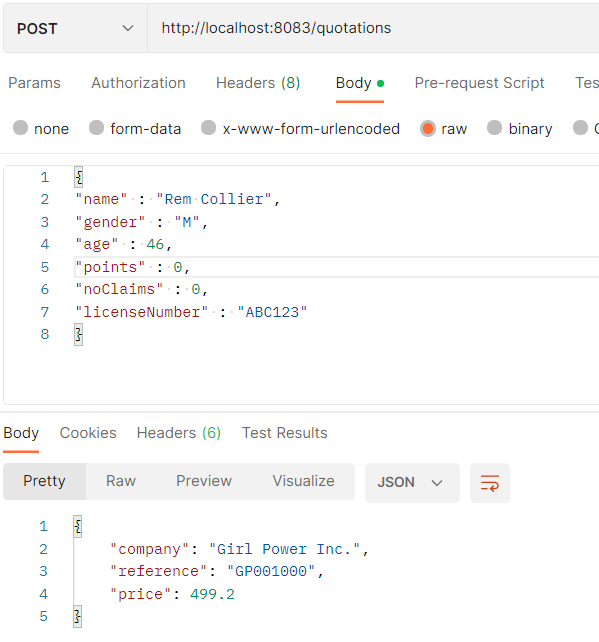 POST http://localhost:8083/quotations
Params Authorization Headers (8) Body Pre-request Script Tes
none form-data x-www-form-urlencoded raw binary
1 {
2 "name" : "Rem Collier",
3 "gender" : "M",
4 "age" : 46,
5 "points" : 0,
6 "noClaims" : 0,
7 "licenseNumber" : "ABC123"
8 }
Body Cookies Headers (6) Test Results
Pretty Raw Preview Visualize JSON
1 {
2 "company": "Girl Power Inc.",
3 "reference": "GP001000",
4 "price": 499.2
5 }